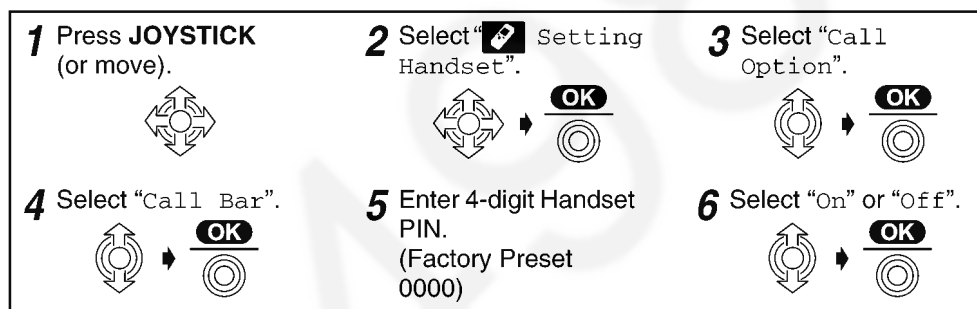 1 Press JOYSTICK
(or move).
2 Select “ Setting
Handset”.
OK
3 Select “Call
Option”.
OK
4 Select “Call Bar”.
OK
5 Enter 4-digit Handset
PIN.
(Factory Preset
0000)
6 Select “On” or “Off”.
OK